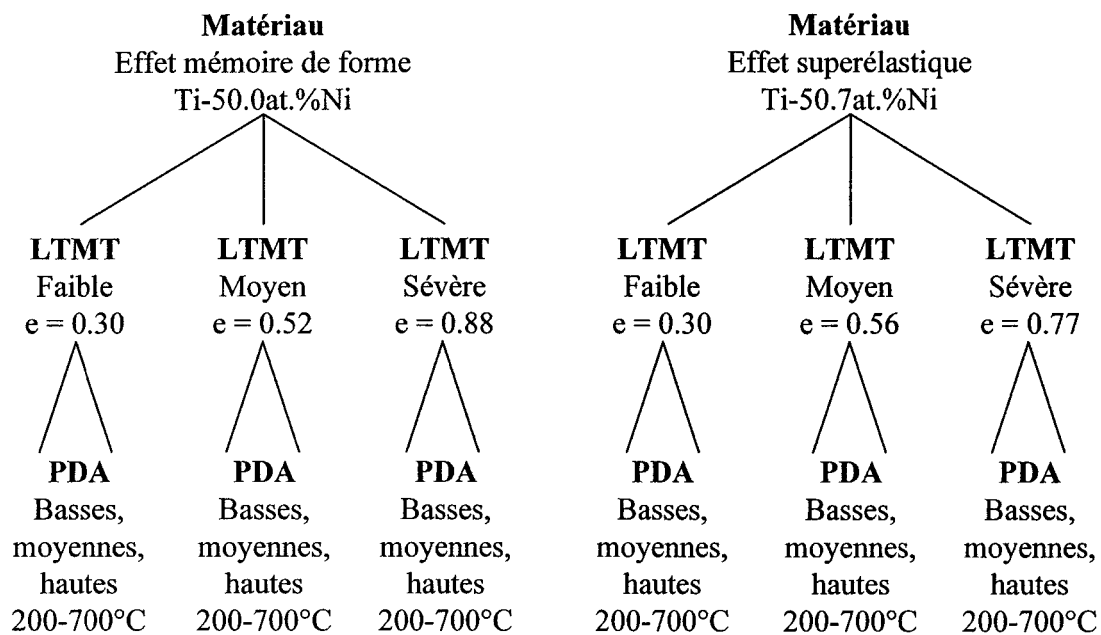 Matériau
Effet mémoire de forme
Ti-50.0at.%Ni
LTMT
Faible
e = 0.30
LTMT
Moyen
e = 0.52
LTMT
Sévère
e = 0.88
PDA
Basses,
moyennes,
hautes
200-700°C
PDA
Basses,
moyennes,
hautes
200-700°C
PDA
Basses,
moyennes,
hautes
200-700°C
Matériau
Effet superélastique
Ti-50.7at.%Ni
LTMT
Faible
e = 0.30
LTMT
Moyen
e = 0.56
LTMT
Sévère
e = 0.77
PDA
Basses,
moyennes,
hautes
200-700°C
PDA
Basses,
moyennes,
hautes
200-700°C
PDA
Basses,
moyennes,
hautes
200-700°C